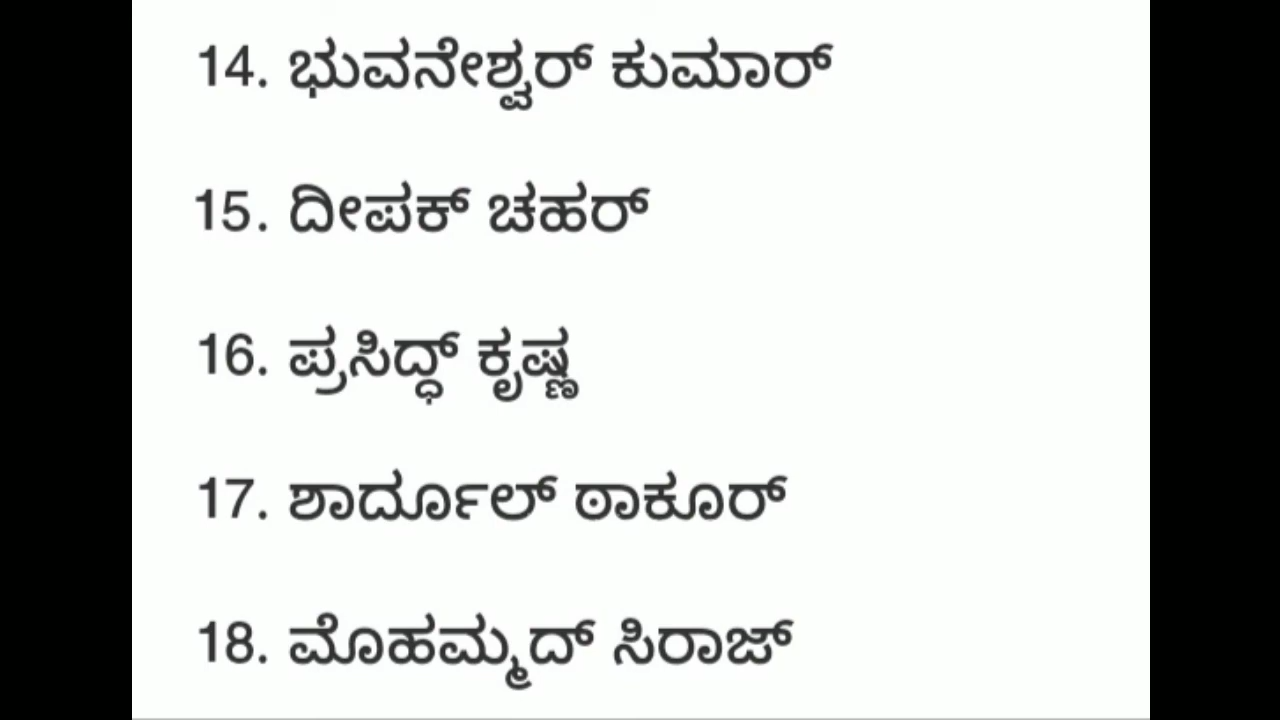 14. ಭುವನೇಶ್ವರ್ ಕುಮಾರ್
15. ದೀಪಕ್ ಚಹರ್
16. ಪ್ರಸಿದ್ಧ್ ಕೃಷ್ಣ
17. ಶಾರ್ದೂಲ್ ಠಾಕೂರ್
18. ಮೊಹಮ್ಮದ್ ಸಿರಾಜ್